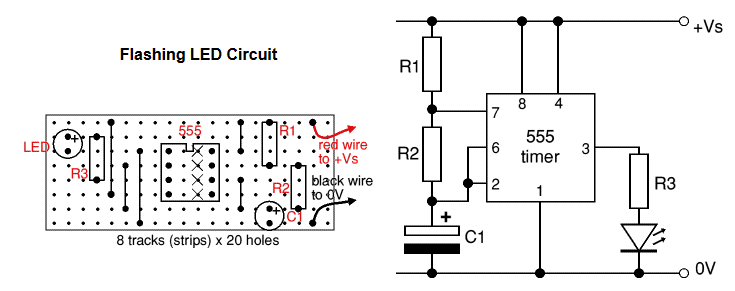 Flashing LED Circuit
LED
+
R3
555
R1
red wire
to +Vs
R2
black wire
to 0V
+
C1
8 tracks (strips) x 20 holes
+Vs
R1
8
4
7
R2
555
timer
6
3
2
R3
1
+
C1
0V